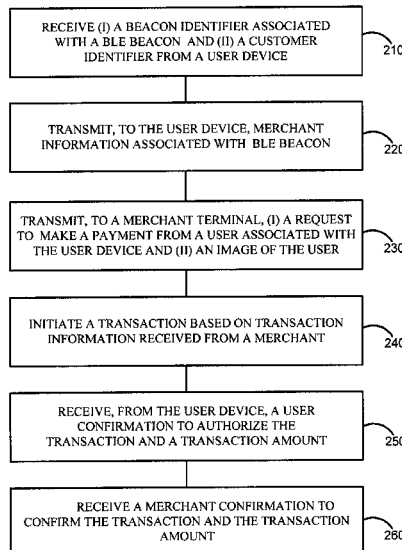 RECEIVE (I) A BEACON IDENTIFIER ASSOCIATED
WITH A BLE BEACON AND (II) A CUSTOMER
IDENTIFIER FROM A USER DEVICE
210
TRANSMIT, TO THE USER DEVICE, MERCHANT
INFORMATION ASSOCIATED WITH BLE BEACON
220
TRANSMIT, TO A MERCHANT TERMINAL, (I) A REQUEST
TO MAKE A PAYMENT FROM A USER ASSOCIATED WITH
THE USER DEVICE AND (II) AN IMAGE OF THE USER
230
INITIATE A TRANSACTION BASED ON TRANSACTION
INFORMATION RECEIVED FROM A MERCHANT
240
RECEIVE, FROM THE USER DEVICE, A USER
CONFIRMATION TO AUTHORIZE THE
TRANSACTION AND A TRANSACTION AMOUNT
250
RECEIVE A MERCHANT CONFIRMATION TO
CONFIRM THE TRANSACTION AND THE TRANSACTION
AMOUNT
260